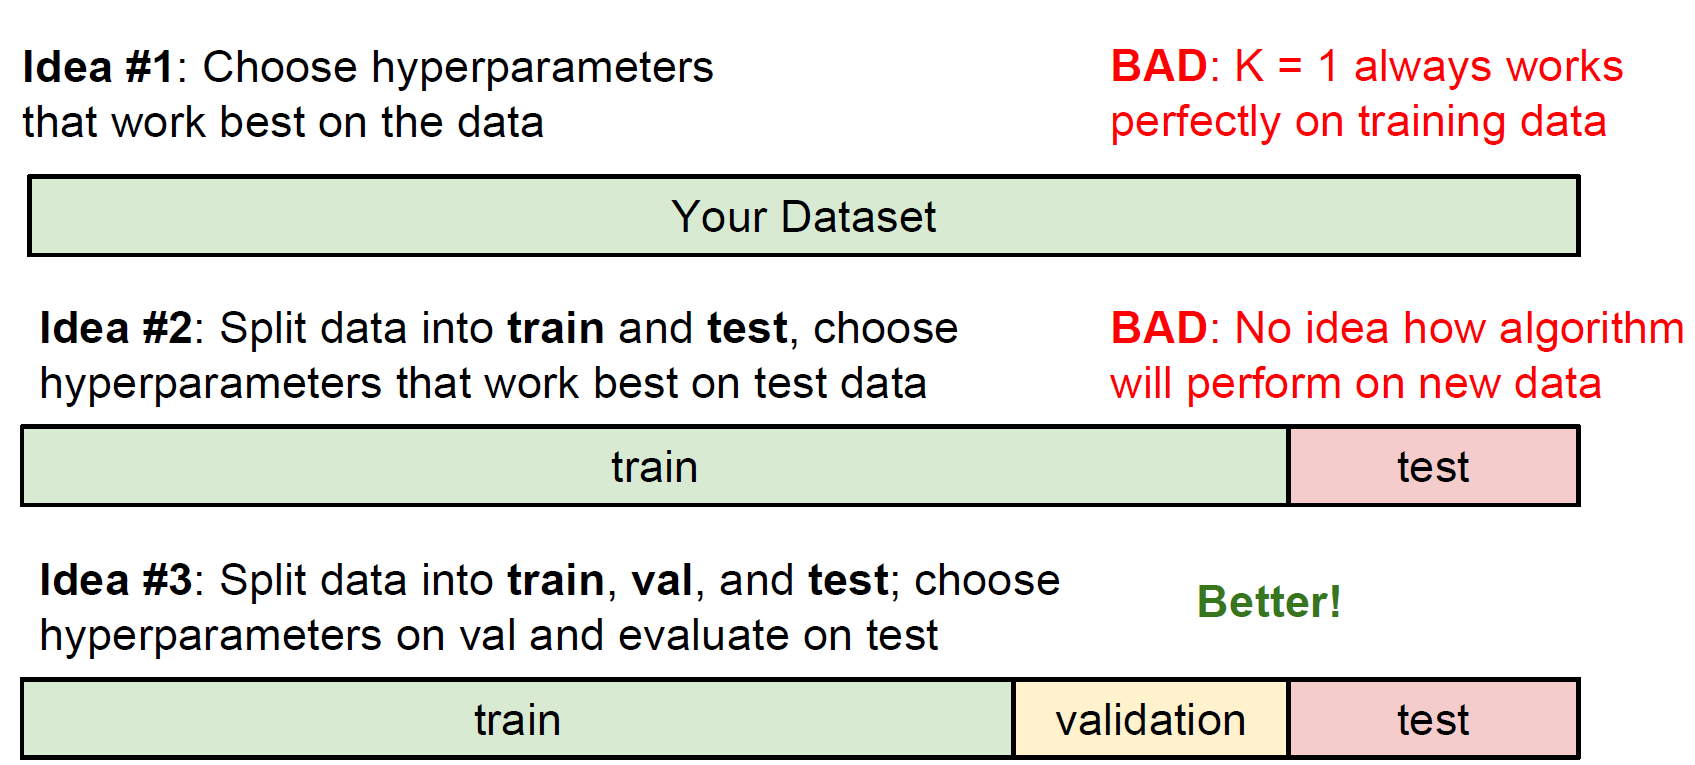 Idea #1: Choose hyperparameters
that work best on the data
BAD: K = 1 always works
perfectly on training data
Your Dataset
Idea #2: Split data into train and test, choose
hyperparameters that work best on test data
BAD: No idea how algorithm
will perform on new data
train
test
Idea #3: Split data into train, val, and test; choose
hyperparameters on val and evaluate on test
Better!
train
validation
test